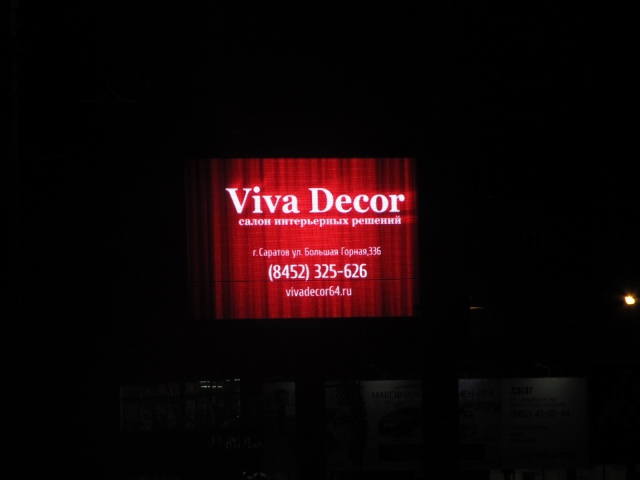 Viva Decor
салон интерьерных решений
г.Саратов ул. Большая Горная,336
(8452) 325-626
vivadecor64.ru